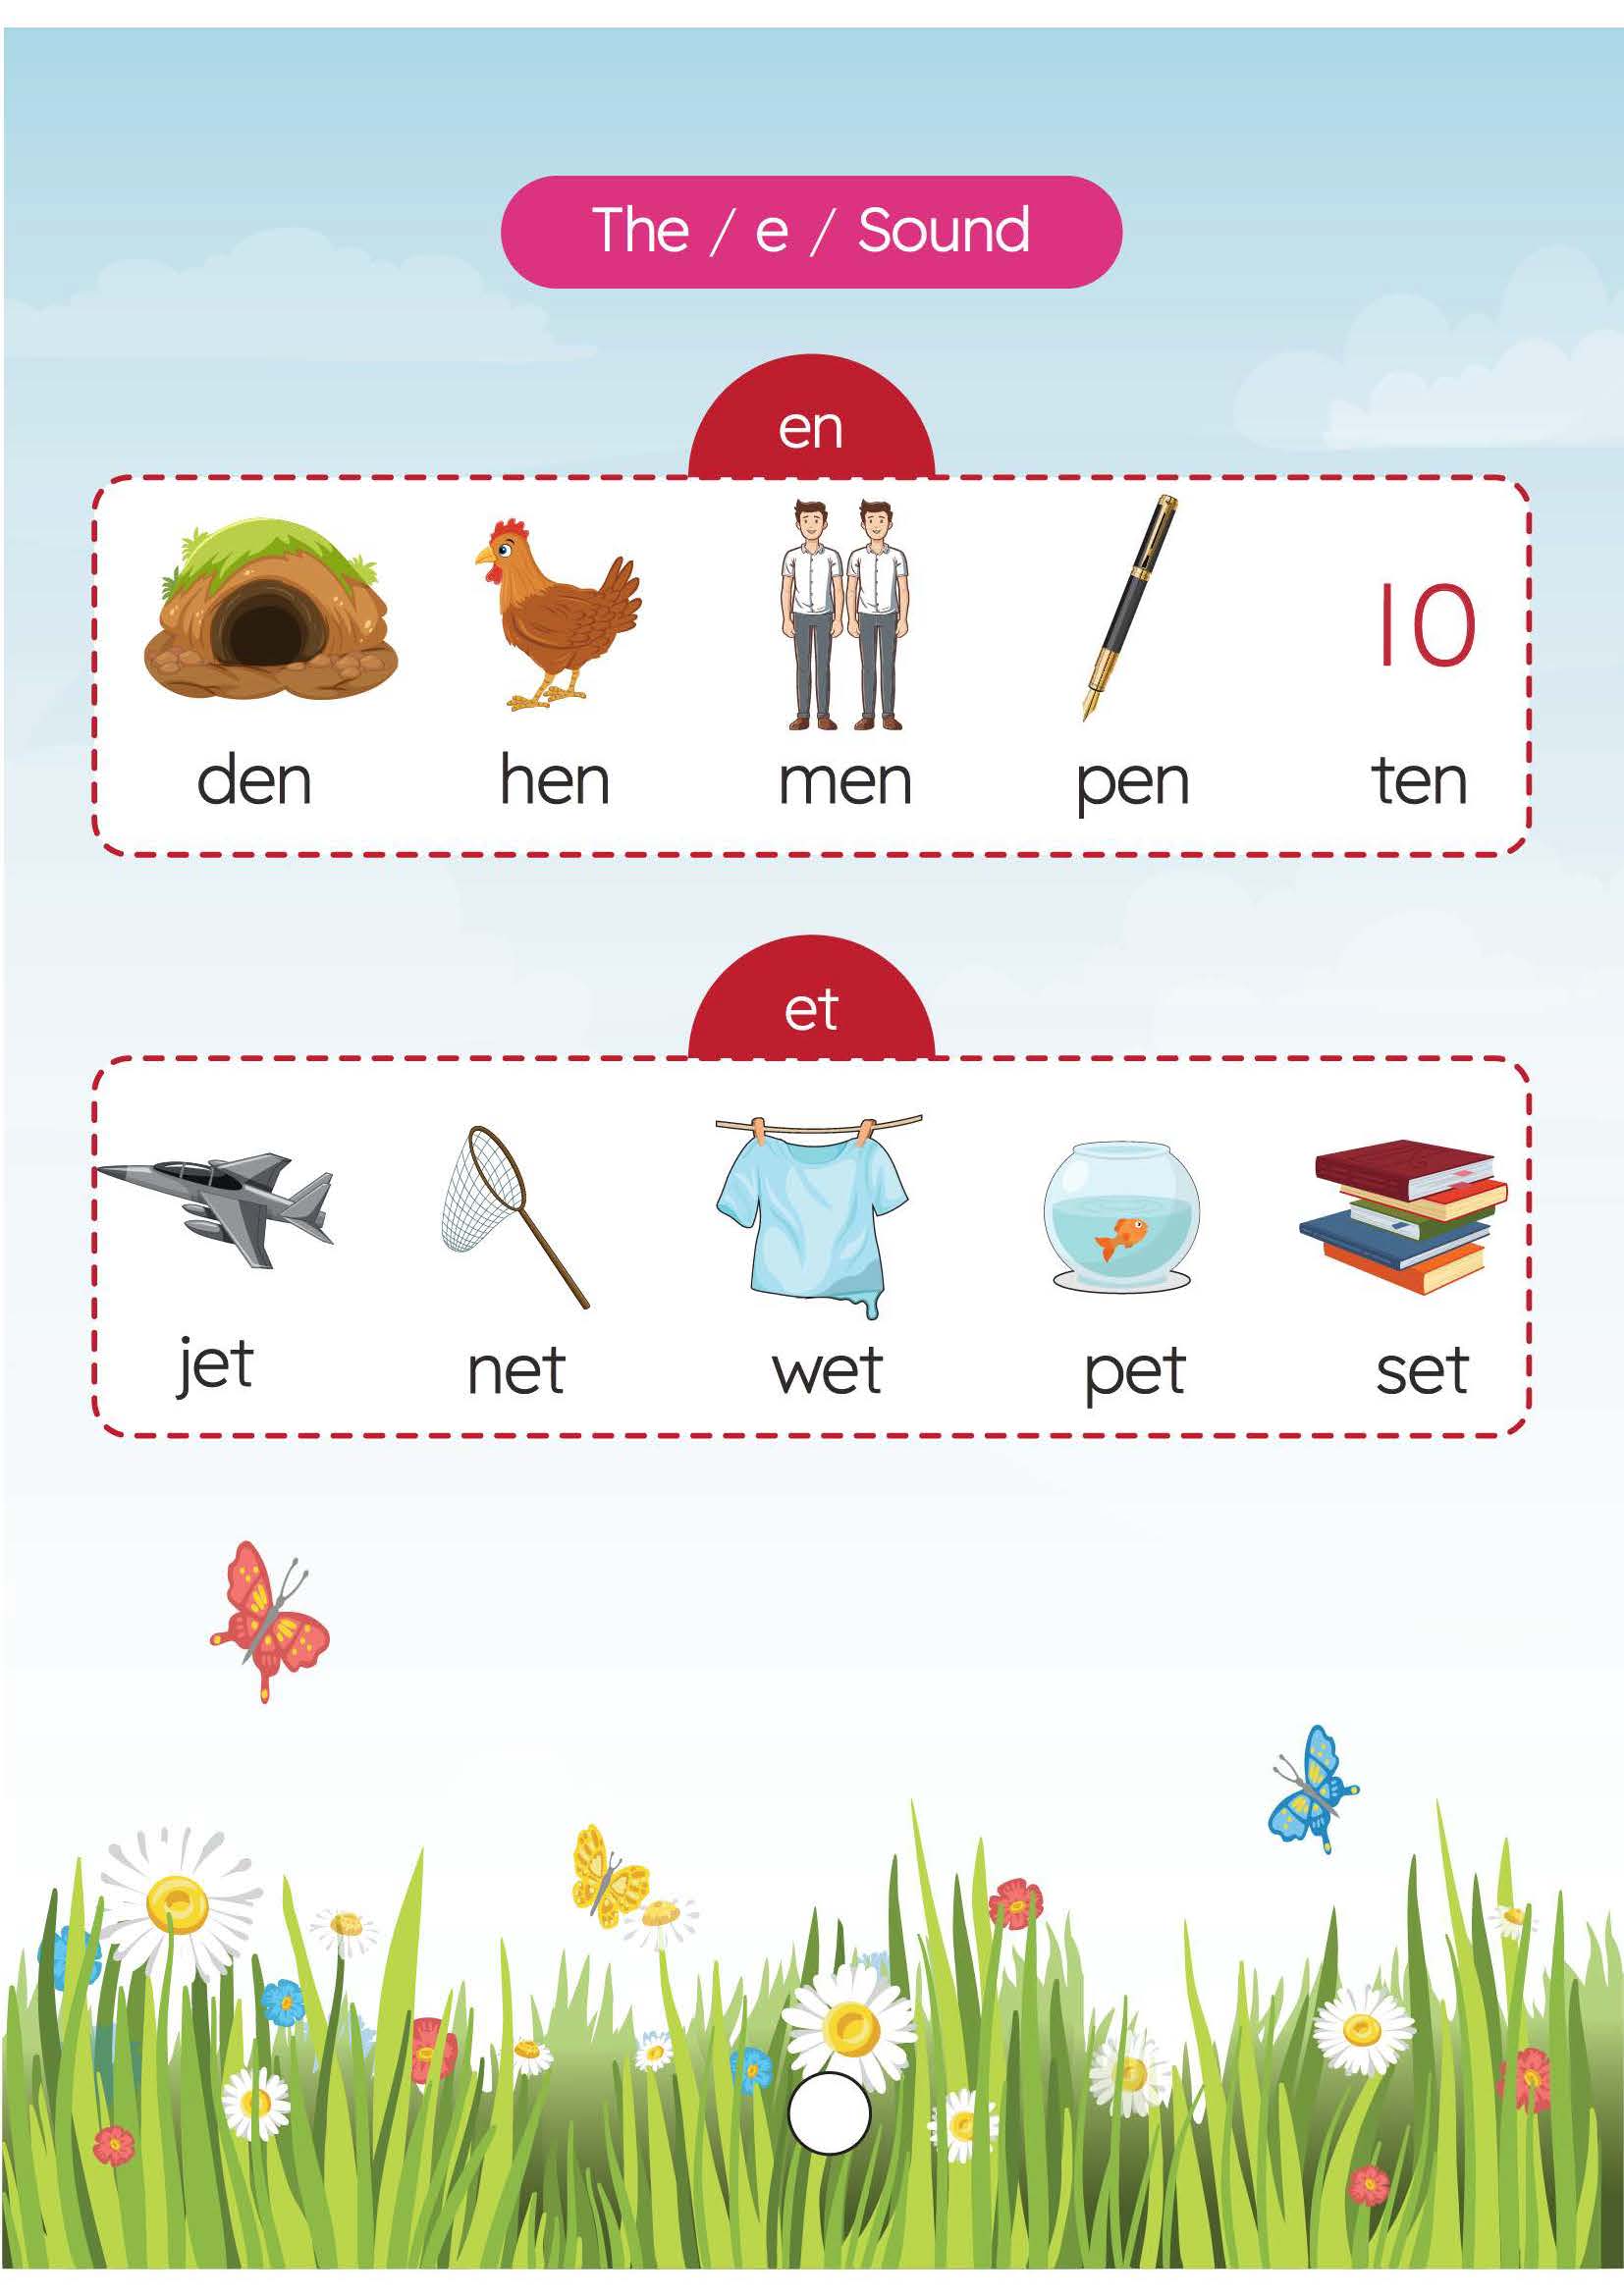 The / e / Sound
en
10
den hen men pen ten
et
jet net wet pet set